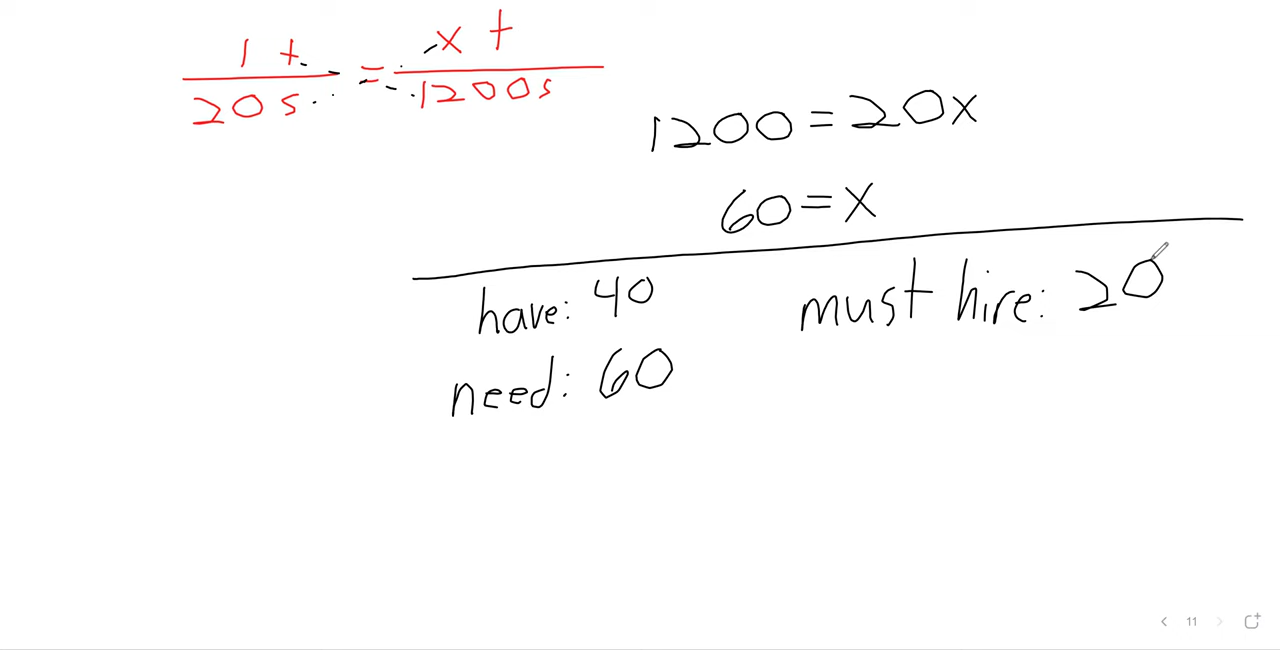 1 t / 20 s = x t / 1200 s
1200 = 20x
60 = x
have: 40
must hire: 20
need: 60
11